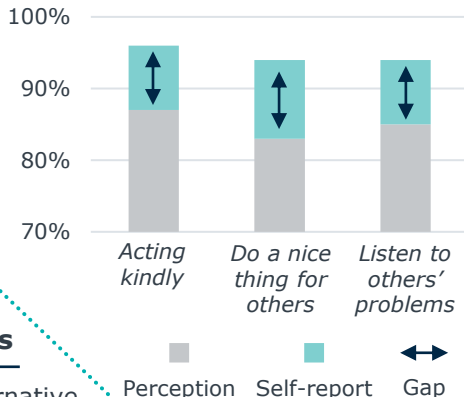 100%
90%
80%
70%
Acting kindly
Do a nice thing for others
Listen to others' problems
Perception
Self-report
Gap